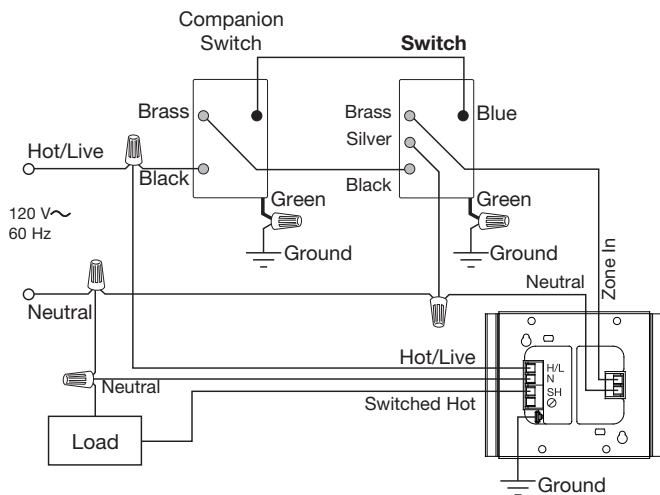 Companion
Switch
Switch
Brass
Brass
Blue
Silver
Hot/Live
Black
Black
Green
Green
120 V~
60 Hz
Ground
Ground
Zone In
Neutral
Neutral
Hot/Live
H/L
N
Neutral
SH
Switched Hot
Load
Ground